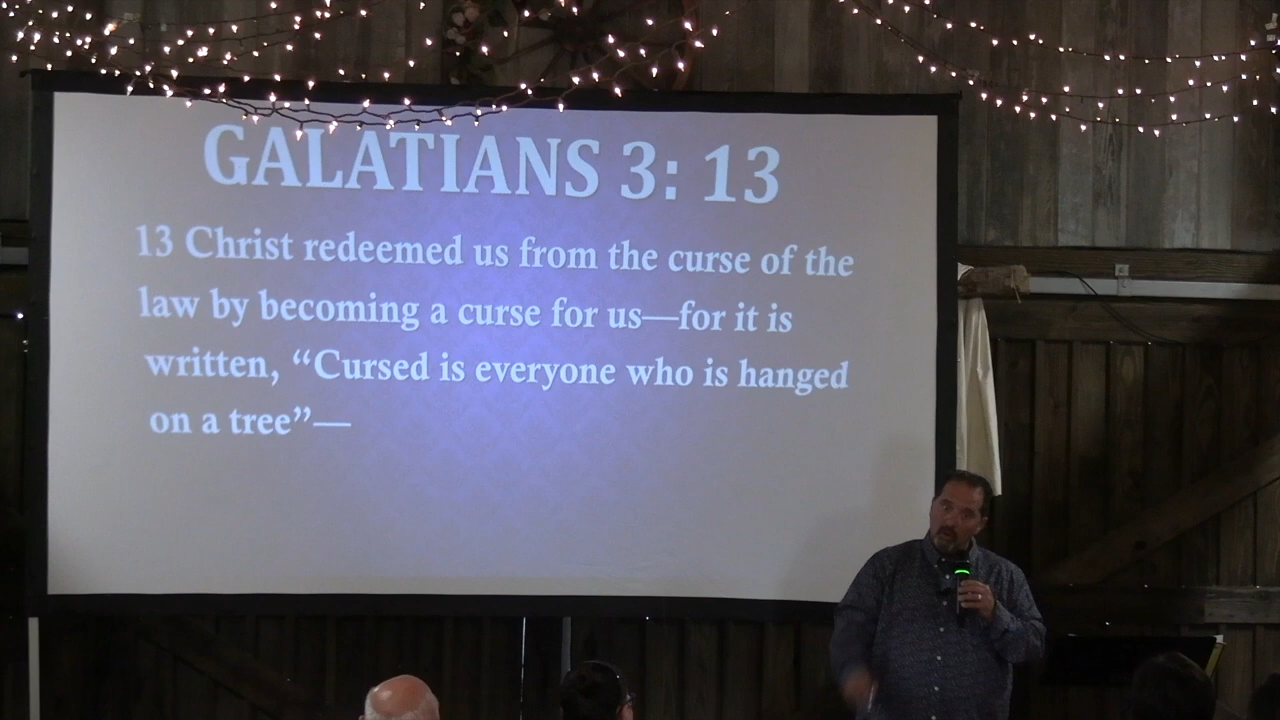 GALATIANS 3: 13
13 Christ redeemed us from the curse of the
law by becoming a curse for us—for it is
written, “Cursed is everyone who is hanged
on a tree”—